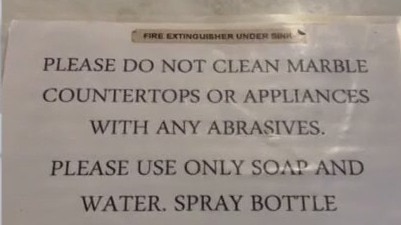 FIRE EXTINGUISHER UNDER SINK
PLEASE DO NOT CLEAN MARBLE
COUNTERTOPS OR APPLIANCES
WITH ANY ABRASIVES.
PLEASE USE ONLY SOAP AND
WATER. SPRAY BOTTLE